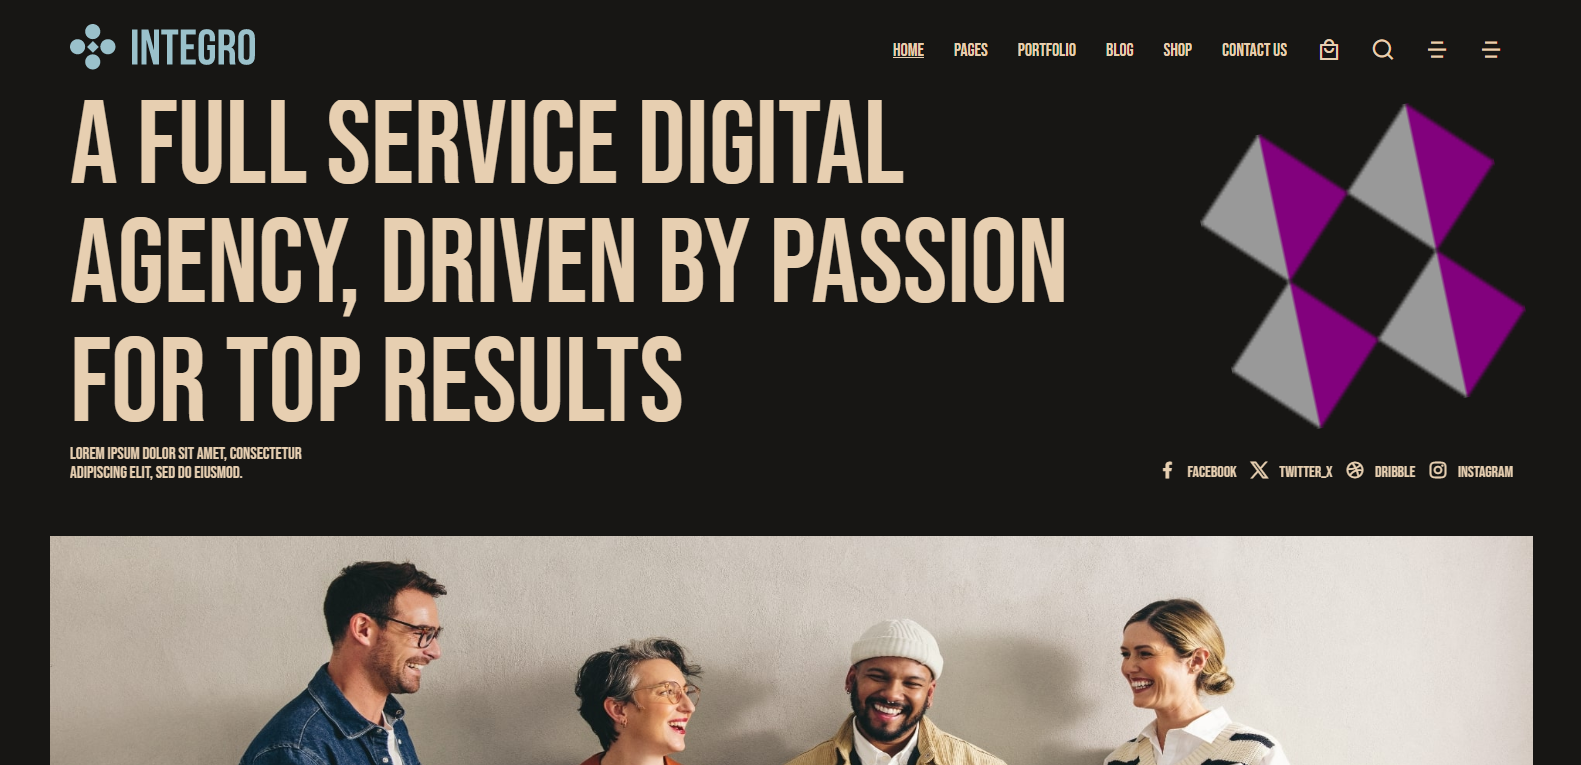 INTEGRO
HOME PAGES PORTFOLIO BLOG SHOP CONTACT US
A FULL SERVICE DIGITAL
AGENCY, DRIVEN BY PASSION
FOR TOP RESULTS
LOREM IPSUM DOLOR SIT AMET, CONSECTETUR
ADIPISCING ELIT, SED DO EIUSMOD.
FACEBOOK TWITTER_X DRIBBLE INSTAGRAM